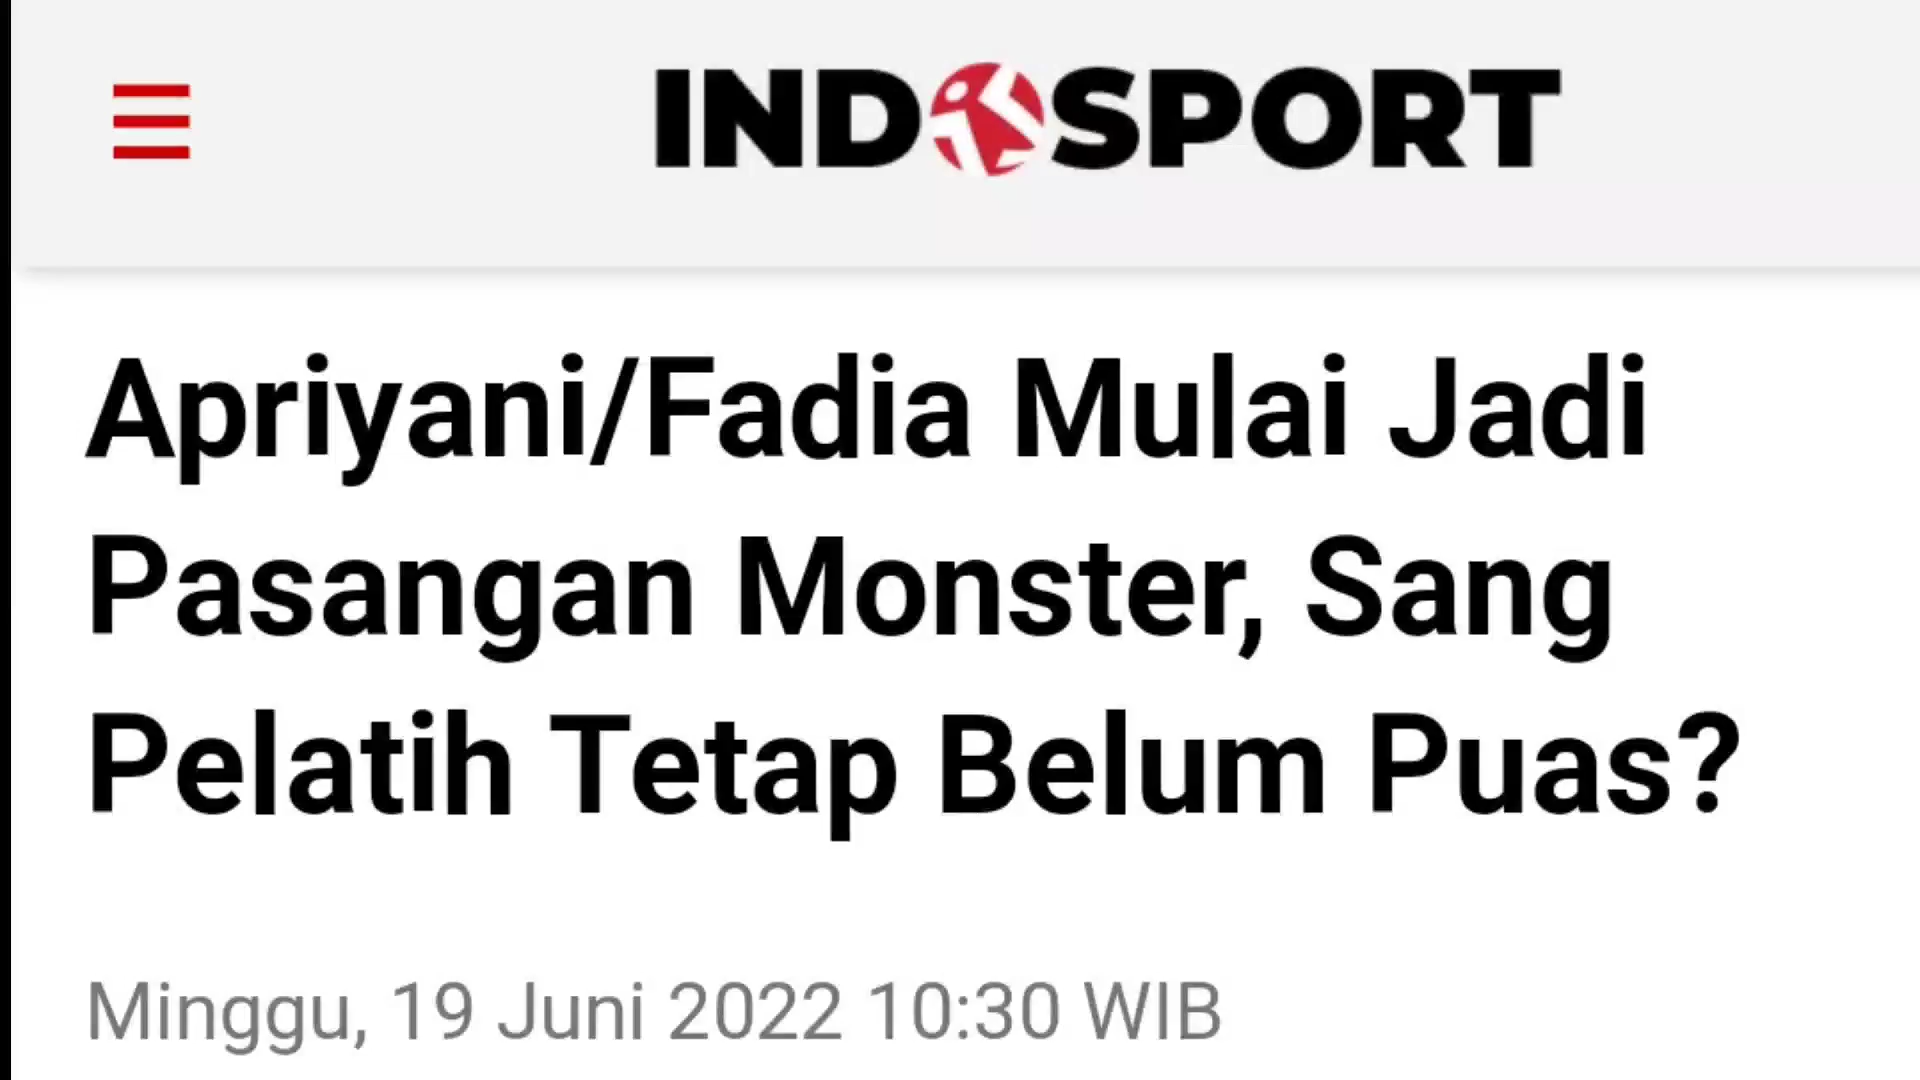 INDOSPORT
Apriyani/Fadia Mulai Jadi
Pasangan Monster, Sang
Pelatih Tetap Belum Puas?
Minggu, 19 Juni 2022 10:30 WIB